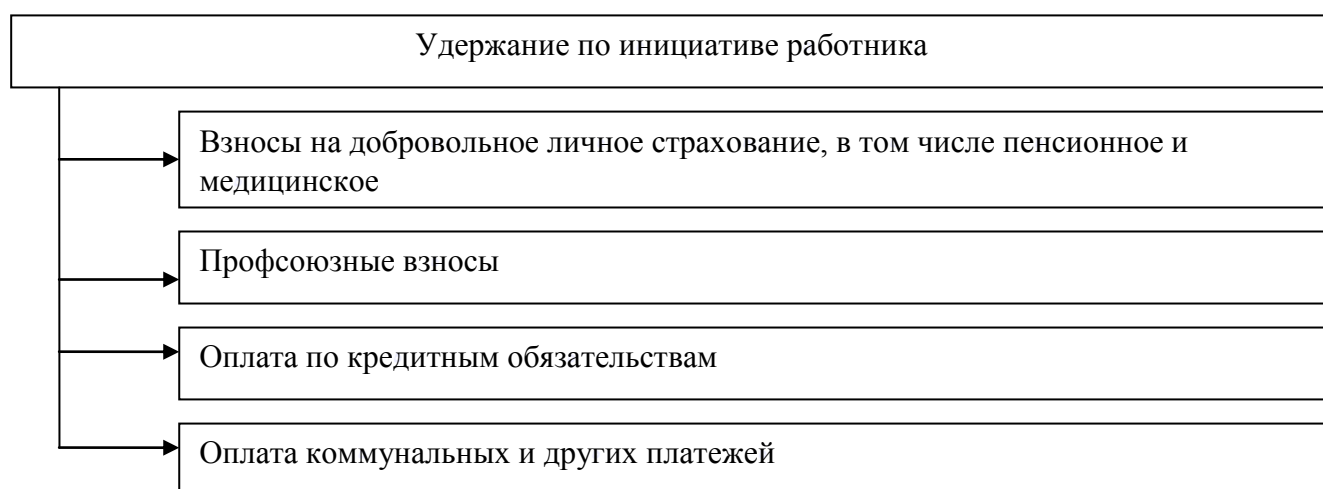 Удержание по инициативе работника
Взносы на добровольное личное страхование, в том числе пенсионное и
медицинское
Профсоюзные взносы
Оплата по кредитным обязательствам
Оплата коммунальных и других платежей